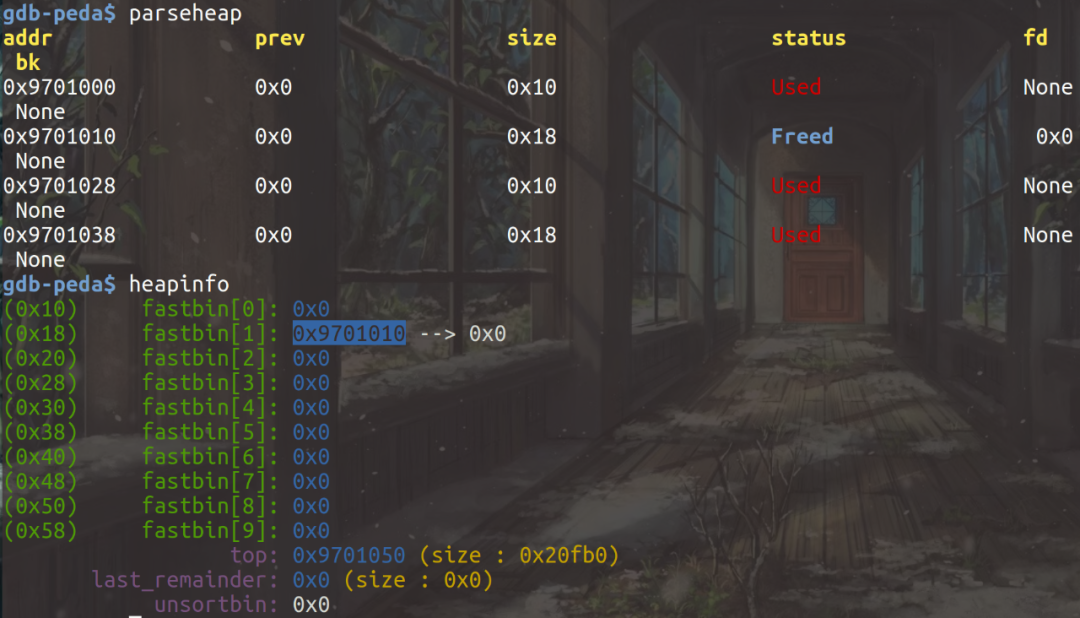 gdb-peda$ parseheap
addr prev size status fd
bk
0x9701000 0x0 0x10 Used None
None
0x9701010 0x0 0x18 Freed 0x0
None
0x9701028 0x0 0x10 Used None
None
0x9701038 0x0 0x18 Used None
None
gdb-peda$ heapinfo
(0x10) fastbin[0]: 0x0
(0x18) fastbin[1]: 0x9701010 --> 0x0
(0x20) fastbin[2]: 0x0
(0x28) fastbin[3]: 0x0
(0x30) fastbin[4]: 0x0
(0x38) fastbin[5]: 0x0
(0x40) fastbin[6]: 0x0
(0x48) fastbin[7]: 0x0
(0x50) fastbin[8]: 0x0
(0x58) fastbin[9]: 0x0
top: 0x9701050 (size : 0x20fb0)
last_remainder: 0x0 (size : 0x0)
unsortbin: 0x0